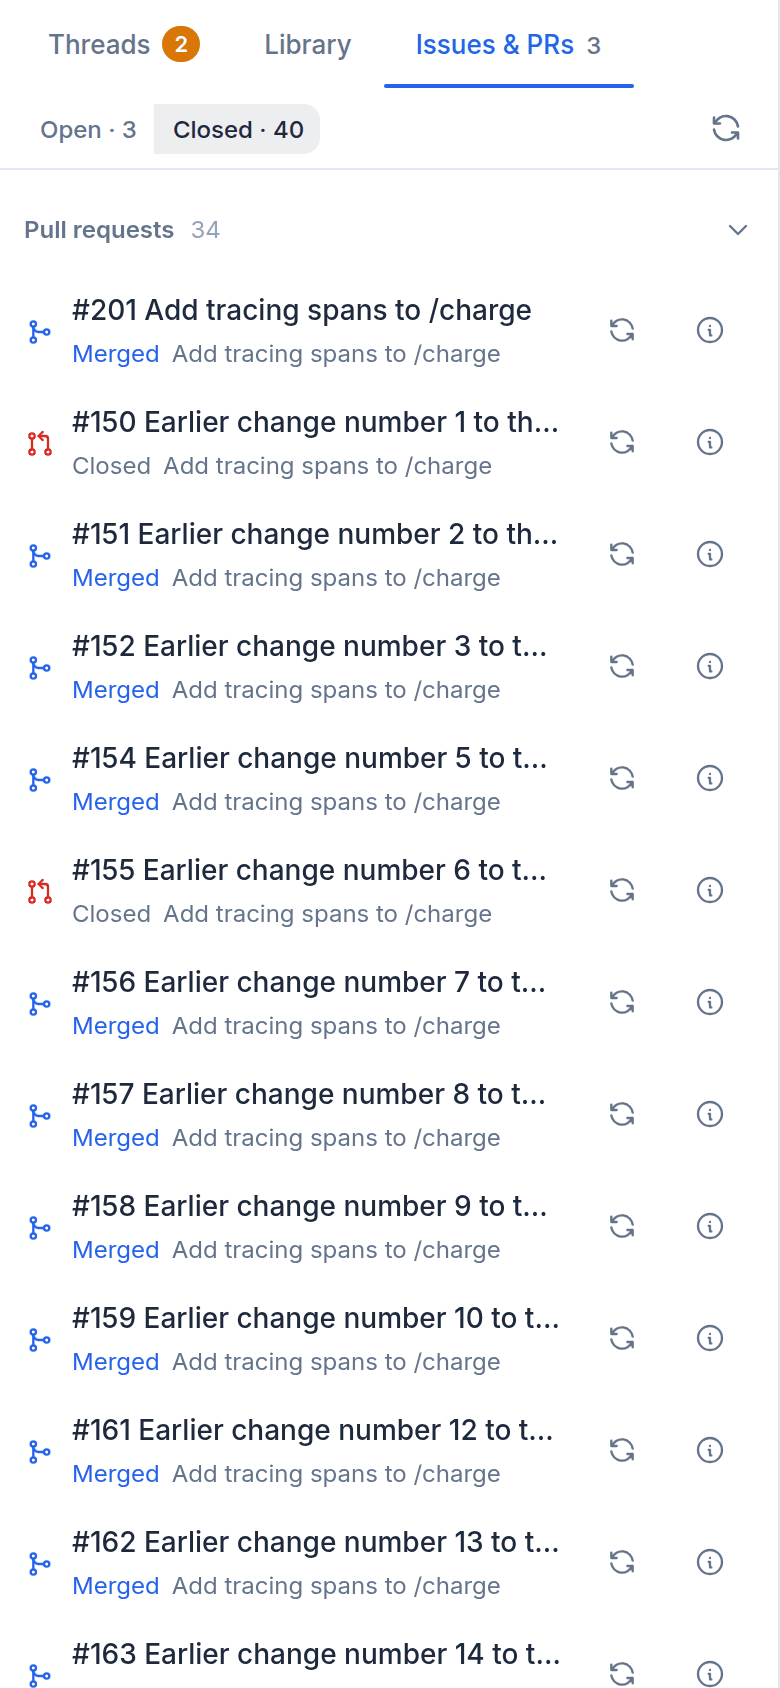 Threads 2 Library Issues & PRs 3
Open · 3 Closed · 40
Pull requests 34
#201 Add tracing spans to /charge
Merged Add tracing spans to /charge
#150 Earlier change number 1 to th...
Closed Add tracing spans to /charge
#151 Earlier change number 2 to th...
Merged Add tracing spans to /charge
#152 Earlier change number 3 to t...
Merged Add tracing spans to /charge
#154 Earlier change number 5 to t...
Merged Add tracing spans to /charge
#155 Earlier change number 6 to t...
Closed Add tracing spans to /charge
#156 Earlier change number 7 to t...
Merged Add tracing spans to /charge
#157 Earlier change number 8 to t...
Merged Add tracing spans to /charge
#158 Earlier change number 9 to t...
Merged Add tracing spans to /charge
#159 Earlier change number 10 to t...
Merged Add tracing spans to /charge
#161 Earlier change number 12 to t...
Merged Add tracing spans to /charge
#162 Earlier change number 13 to t...
Merged Add tracing spans to /charge
#163 Earlier change number 14 to t...